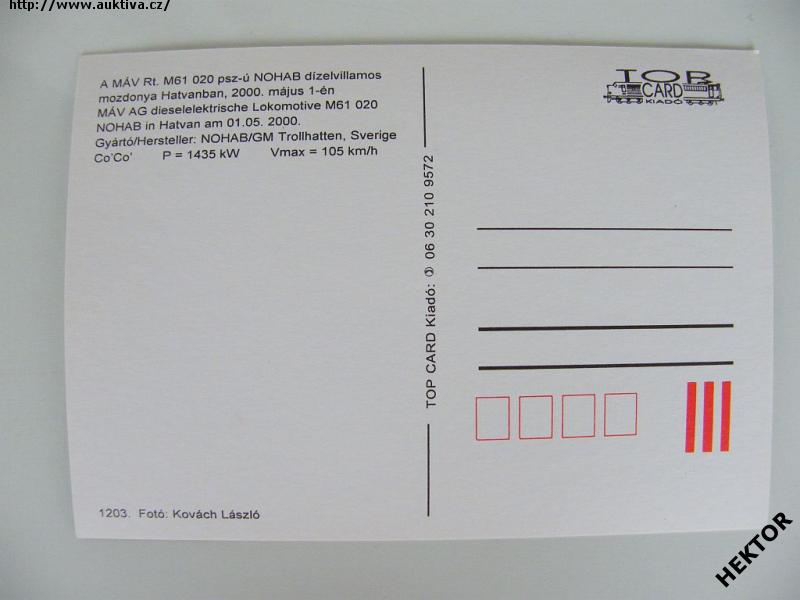 http://www.auktiva.cz/
A MÁV Rt. M61 020 psz-ú NOHAB dízelvillamos
mozdonya Hatvanban, 2000. május 1-én
MÁV AG dieselelektrische Lokomotive M61 020
NOHAB in Hatvan am 01.05. 2000.
Gyártó/Hersteller: NOHAB/GM Trollhatten, Sverige
Co'Co' P = 1435 kW Vmax = 105 km/h
1203. Fotó: Kovách László
TOP CARD Kiadó: ✆ 06 30 210 9572
TOP
CARD
KIADÓ
HEKTOR